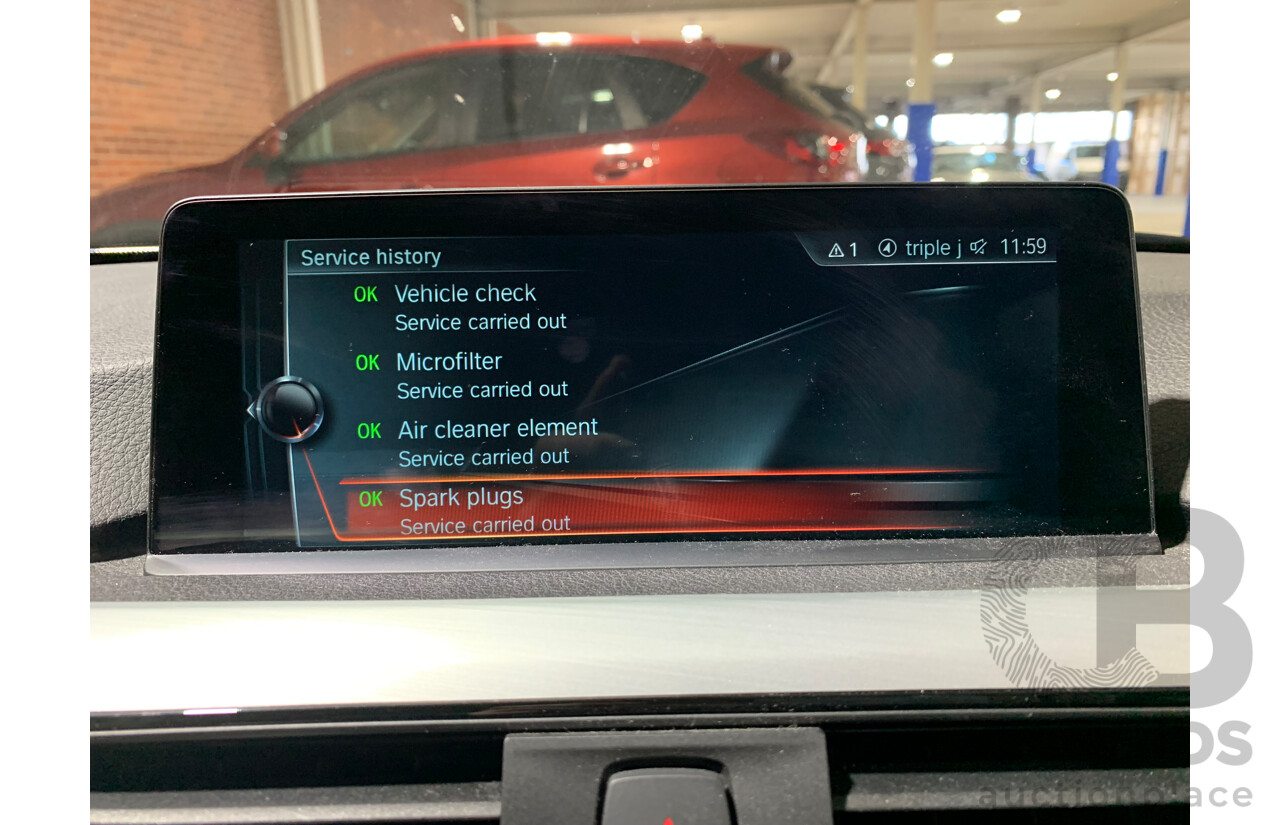 Service history
1 triple j 11:59
OK Vehicle check
Service carried out
OK Microfilter
Service carried out
OK Air cleaner element
Service carried out
OK Spark plugs
Service carried out